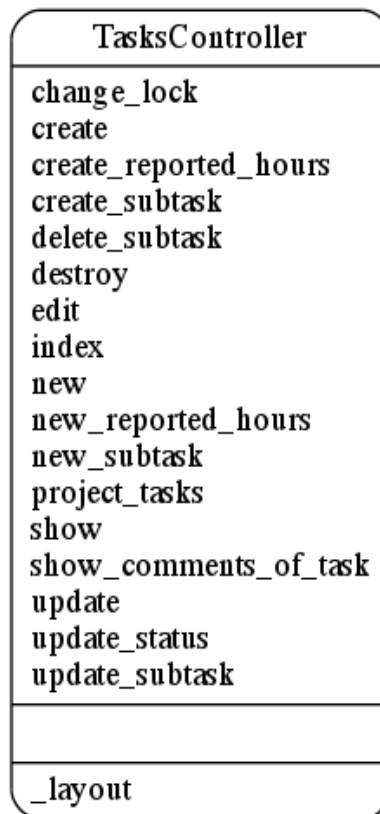 TasksController
change_lock
create
create_reported_hours
create_subtask
delete_subtask
destroy
edit
index
new
new_reported_hours
new_subtask
project_tasks
show
show_comments_of_task
update
update_status
update_subtask
_layout